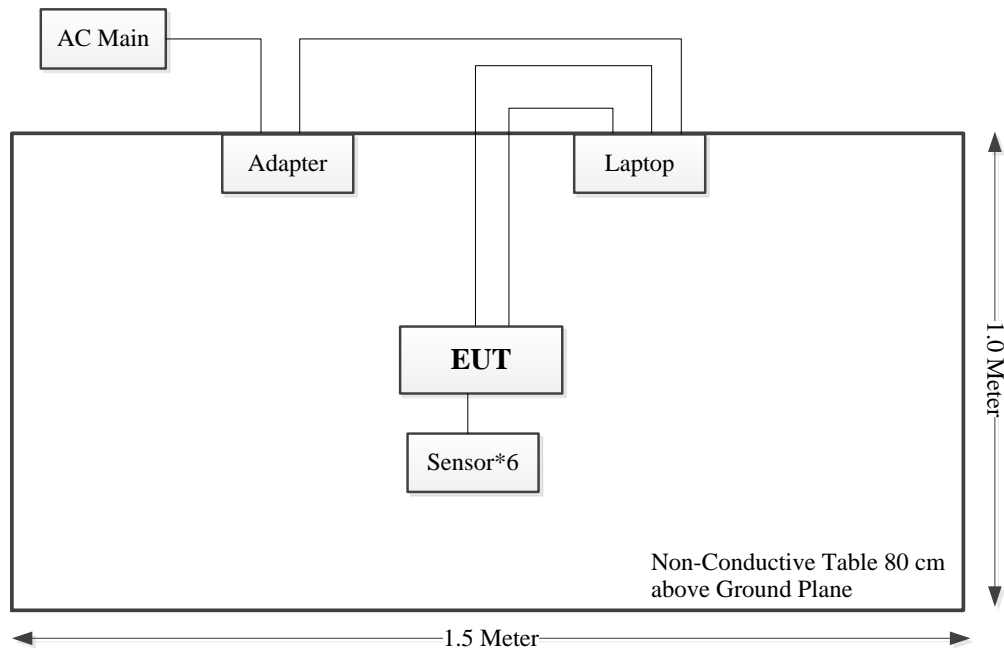 AC Main
Adapter
Laptop
EUT
Sensor*6
1.0 Meter
Non-Conductive Table 80 cm
above Ground Plane
1.5 Meter